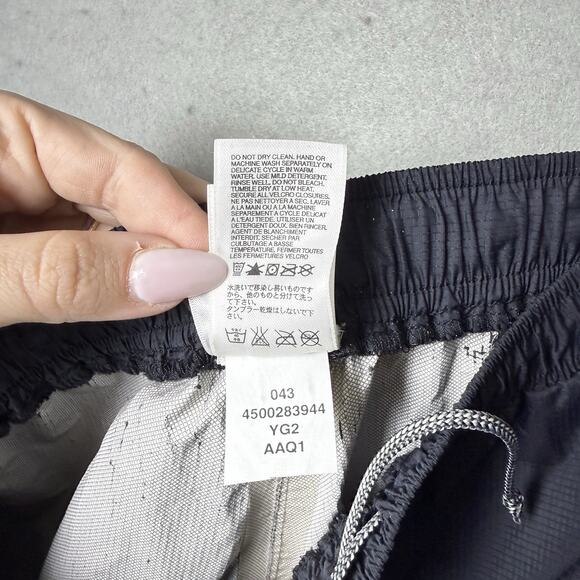 DO NOT DRY CLEAN. HAND OR
MACHINE WASH SEPARATELY ON
DELICATE CYCLE IN WARM
WATER, USE MILD DETERGENT.
RINSE WELL. DO NOT BLEACH.
TUMBLE DRY AT LOW HEAT.
SECURE ALL VELCRO CLOSURES.
NE PAS NETTOYER A SEC. LAVER
A LA MAIN OU A LA MACHINE
SEPAREMENT A CYCLE DELICAT
A L'EAU TIEDE. UTILISER UN
DETERGENT DOUX. BIEN RINCER.
AGENT DE BLANCHIMENT
INTERDIT. SECHER PAR
CULBUTAGE A BASSE
TEMPERATURE. FERMER TOUTES
LES FERMETURES VELCRO
水洗いで移染し易いものです
から、他のものと分けて洗っ
て下さい。
タンブラー乾燥はしないで下
さい。
043
4500283944
YG2
AAQ1